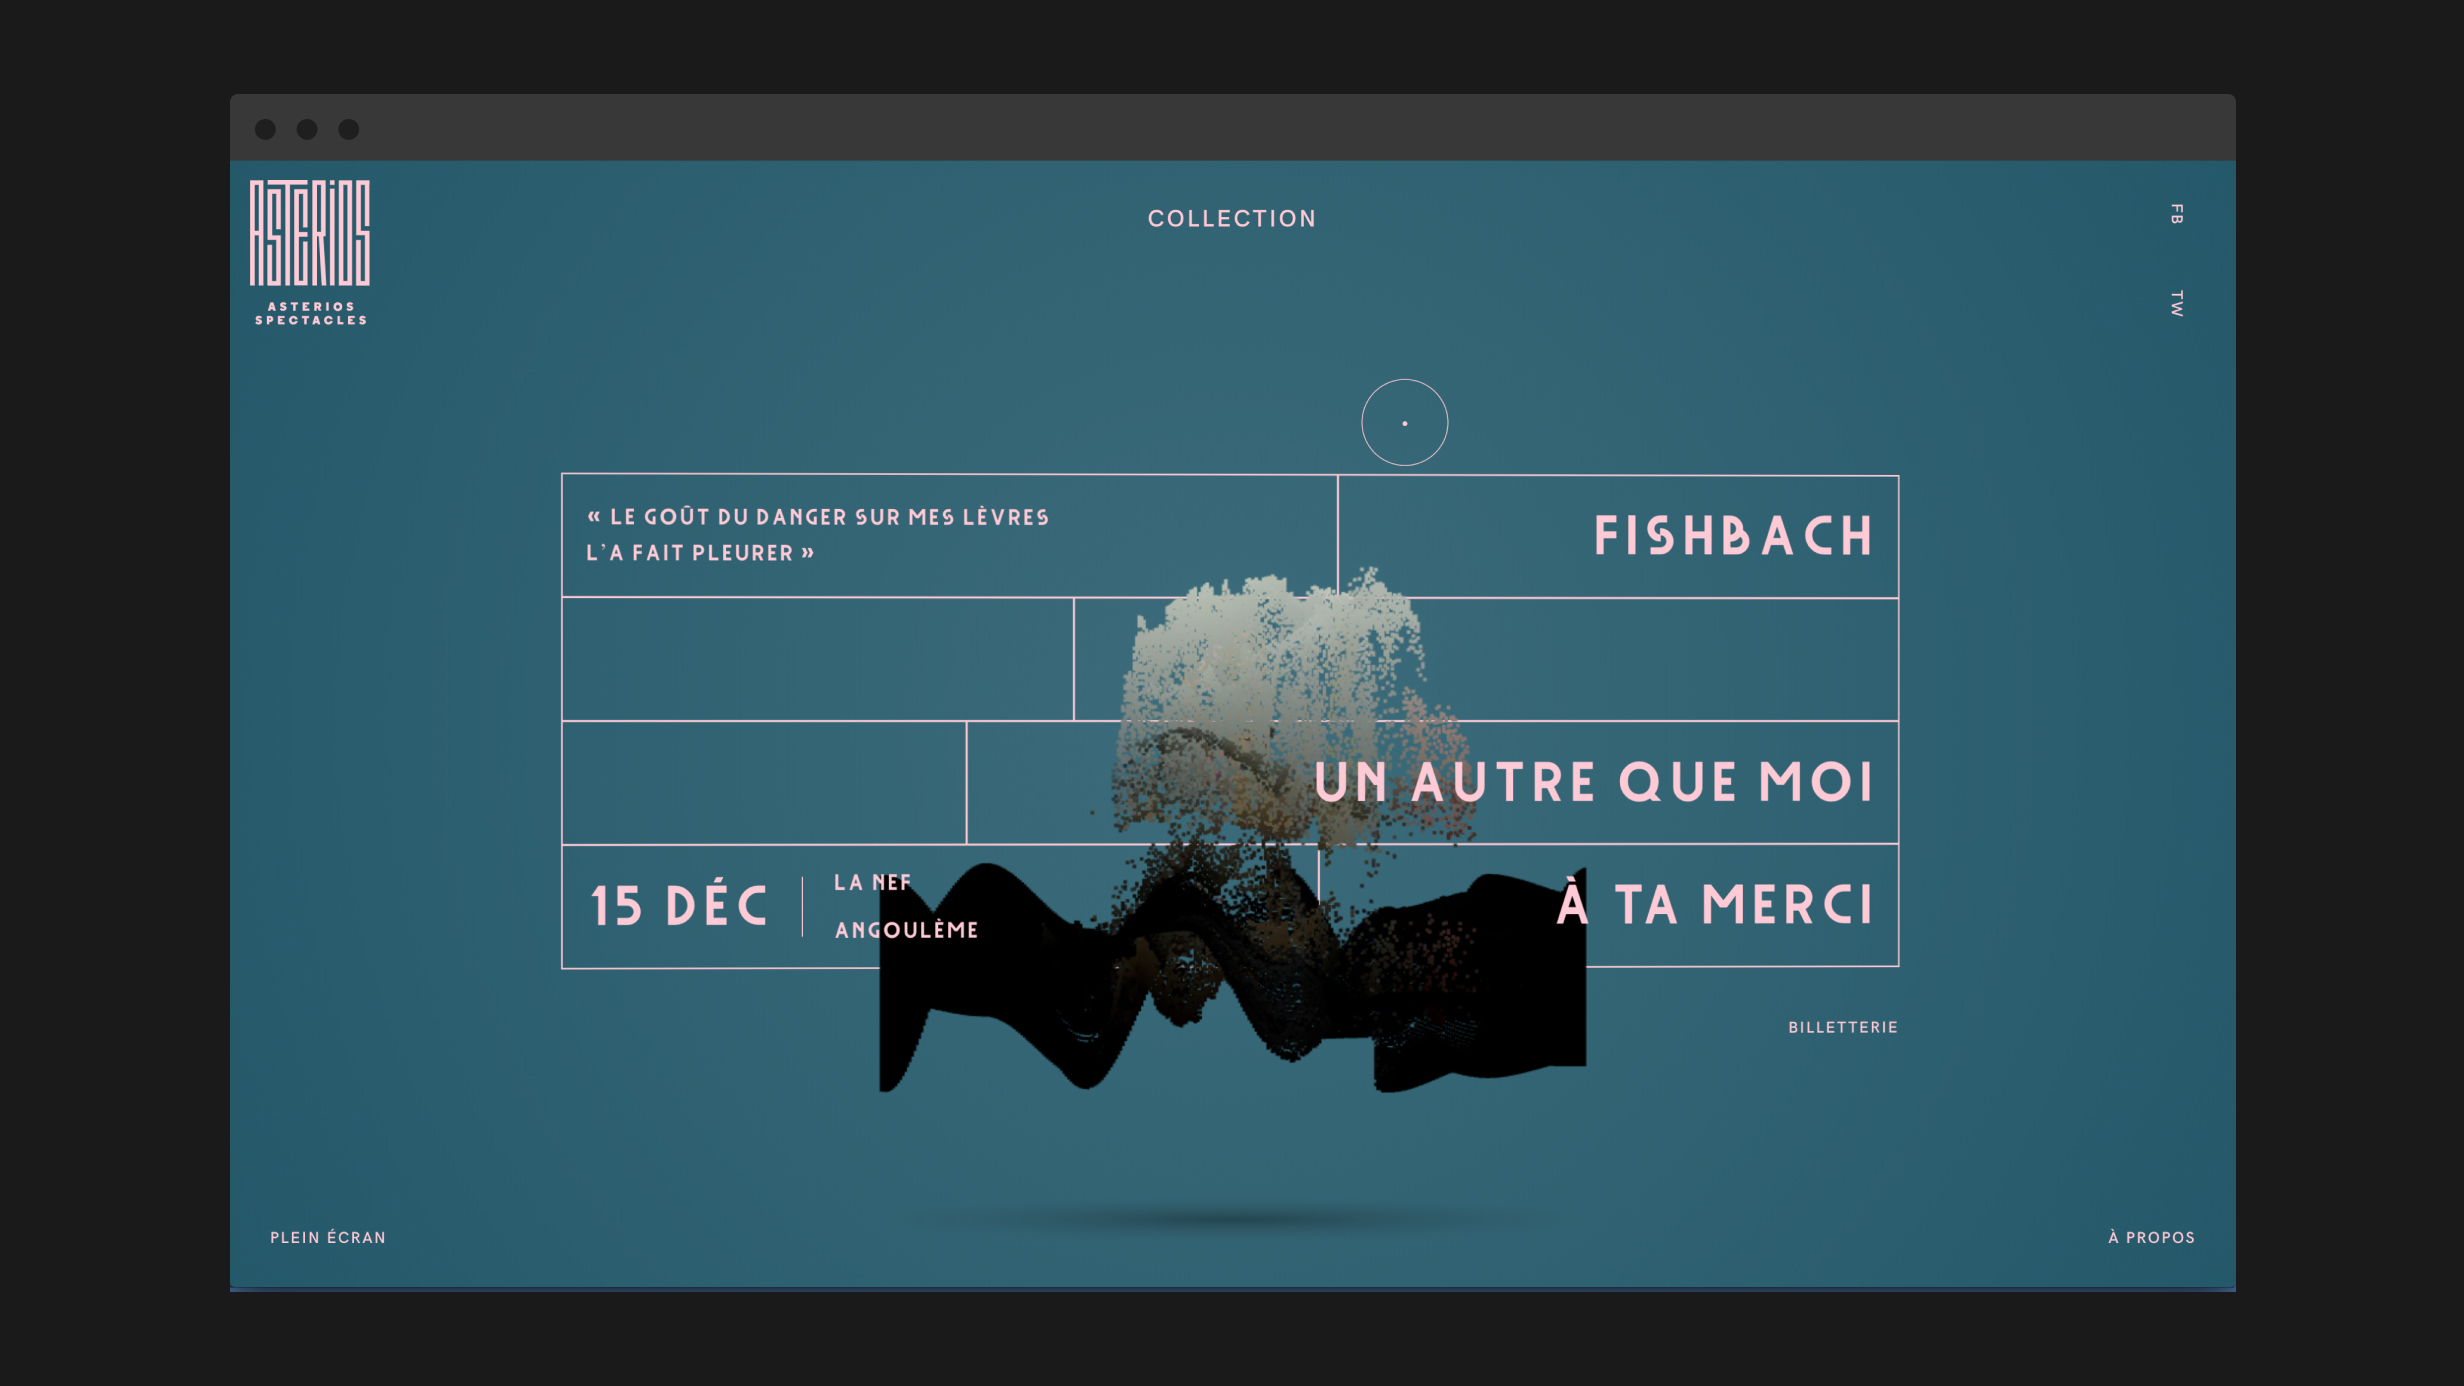 ASTERIOS
ASTERIOS
SPECTACLES
COLLECTION
FB
TW
« LE GOÛT DU DANGER SUR MES LÈVRES
L'A FAIT PLEURER »
FISHBACH
UN AUTRE QUE MOI
15 DÉC
LA NEF
ANGOULÊME
À TA MERCI
BILLETTERIE
PLEIN ÉCRAN
À PROPOS